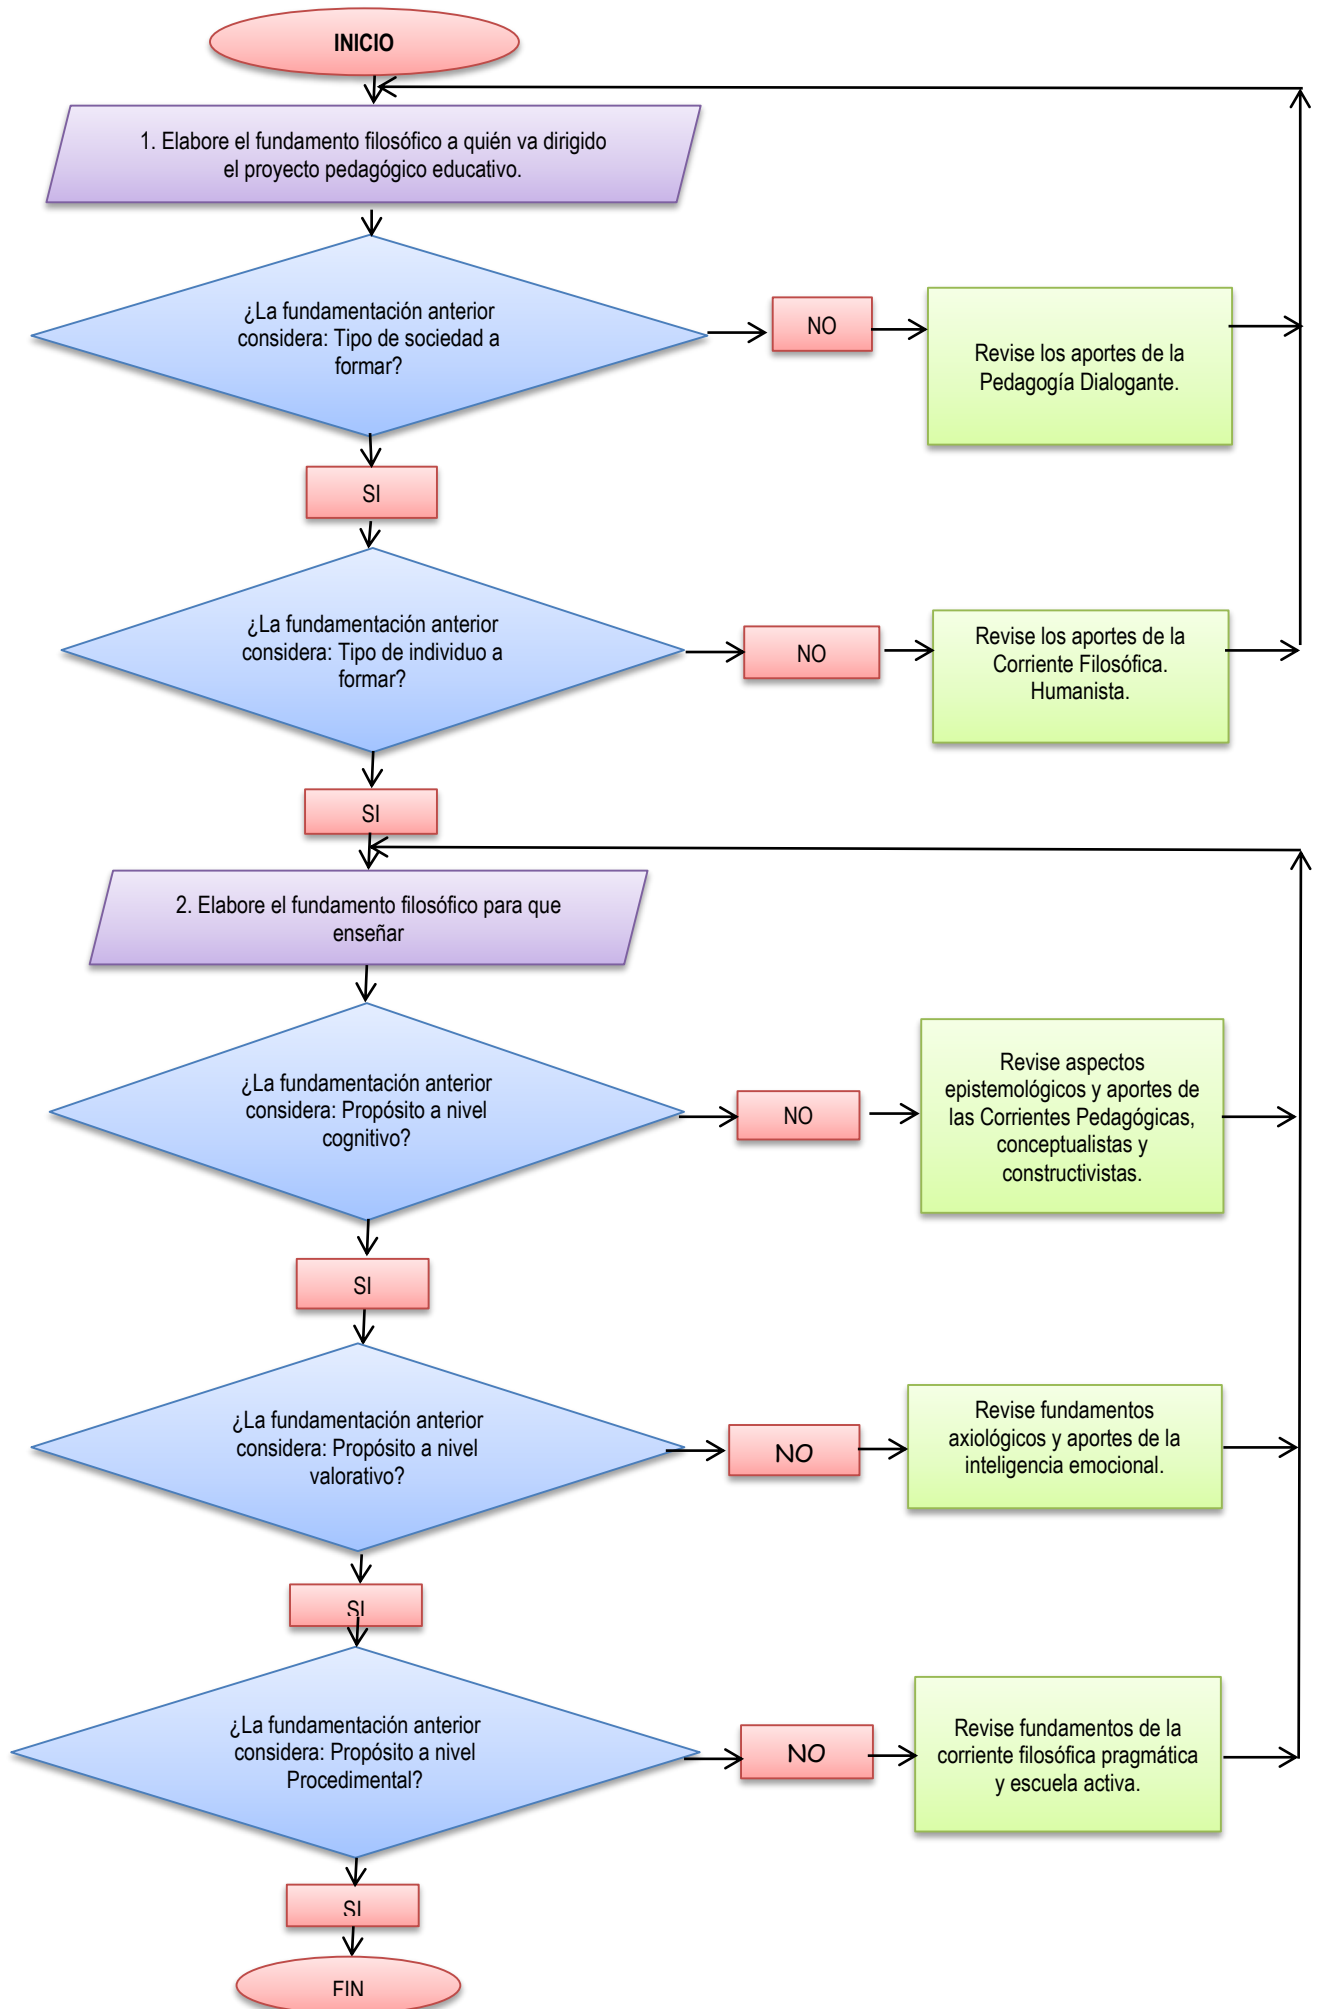 INICIO
1. Elabore el fundamento filosófico a quién va dirigido
el proyecto pedagógico educativo.
¿La fundamentación anterior
considera: Tipo de sociedad a
formar?
NO
Revise los aportes de la
Pedagogía Dialogante.
SI
¿La fundamentación anterior
considera: Tipo de individuo a
formar?
NO
Revise los aportes de la
Corriente Filosófica.
Humanista.
SI
2. Elabore el fundamento filosófico para que
enseñar
¿La fundamentación anterior
considera: Propósito a nivel
cognitivo?
NO
Revise aspectos
epistemológicos y aportes de
las Corrientes Pedagógicas,
conceptualistas y
constructivistas.
SI
¿La fundamentación anterior
considera: Propósito a nivel
valorativo?
NO
Revise fundamentos
axiológicos y aportes de la
inteligencia emocional.
SI
¿La fundamentación anterior
considera: Propósito a nivel
Procedimental?
NO
Revise fundamentos de la
corriente filosófica pragmática
y escuela activa.
SI
FIN